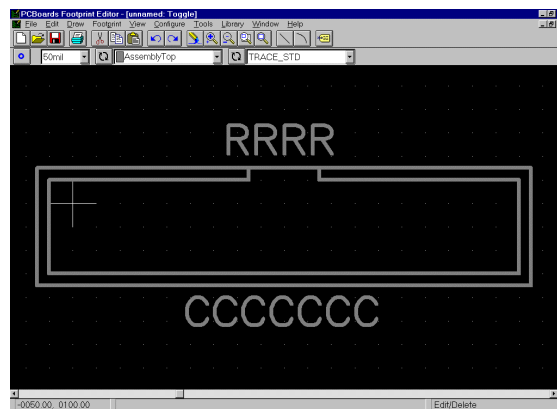 PCBoards Footprint Editor - [unnamed: Toggle]
File Edit Draw Footprint View Configure Tools Library Window Help
50mil AssemblyTop TRACE_STD
RRRR
CCCCCCC
-0050.00, 0100.00 Edit/Delete